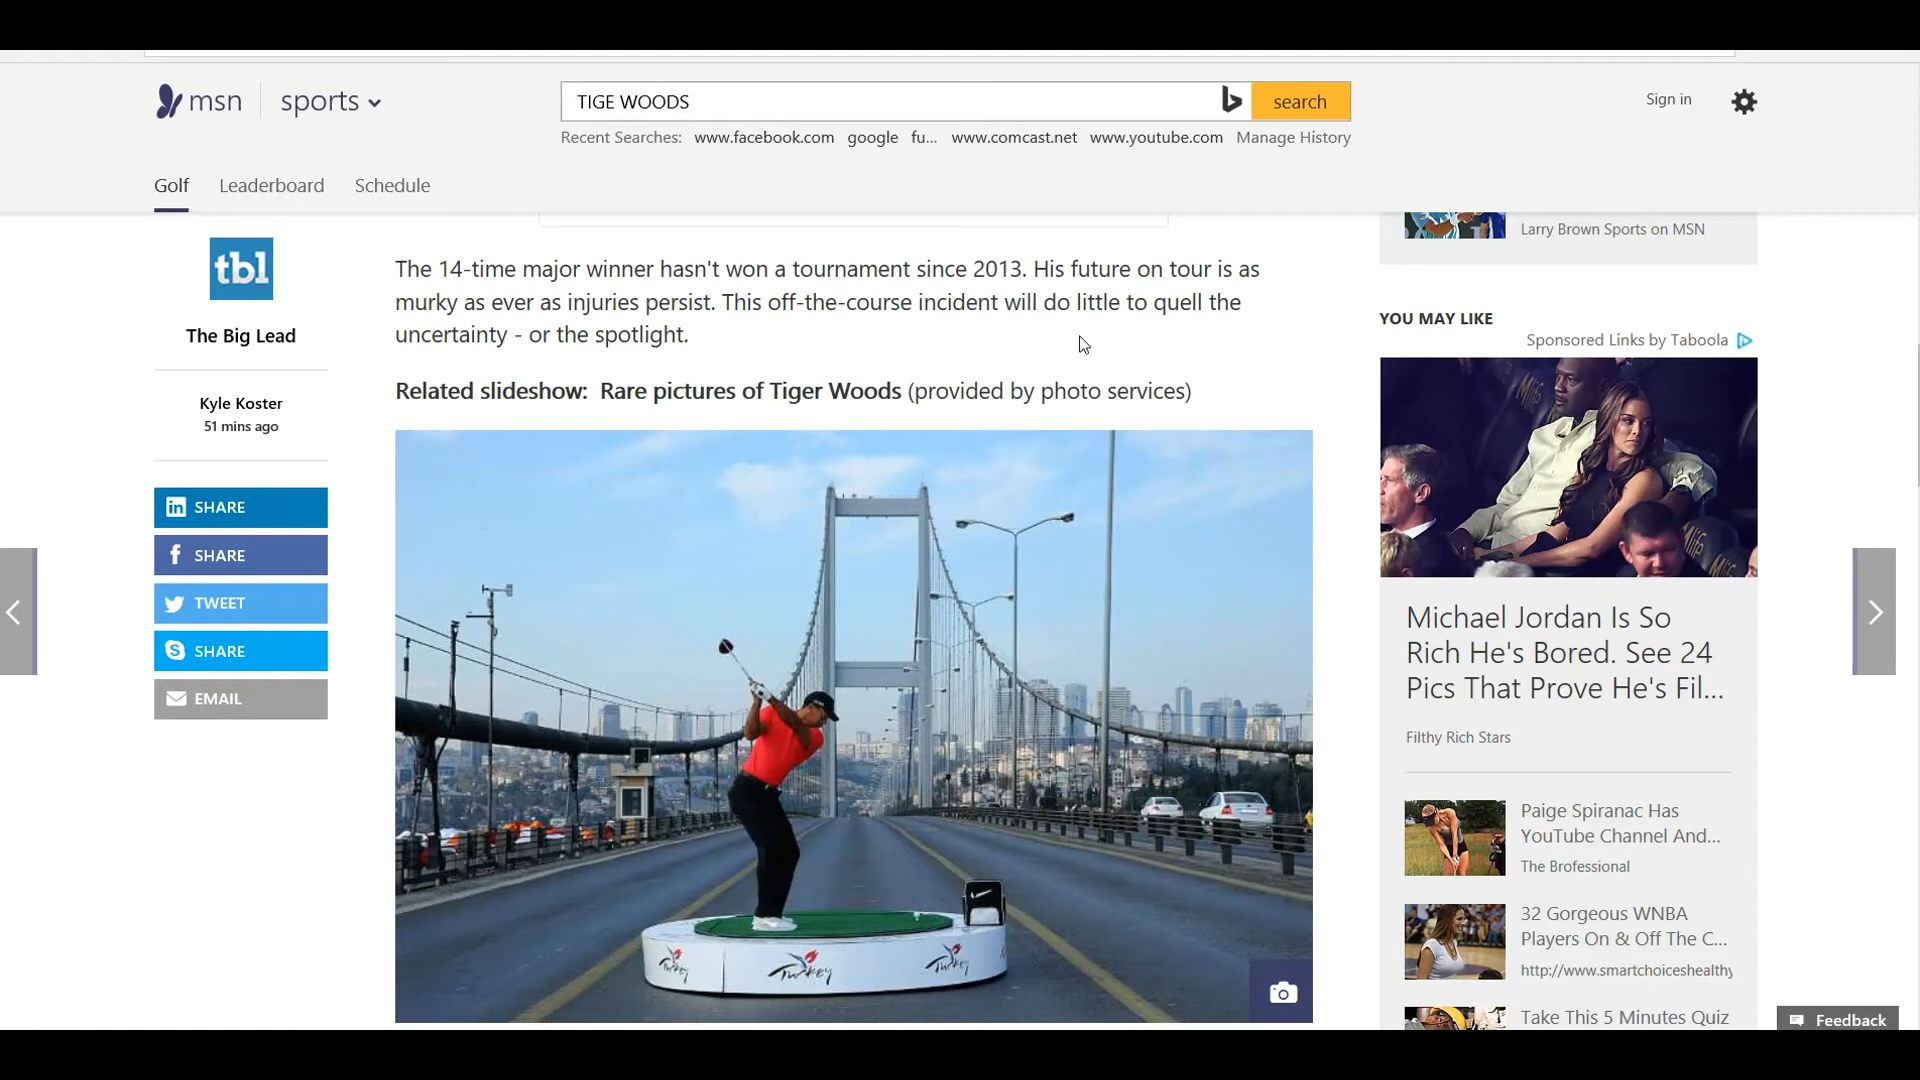 msn
sports
TIGE WOODS
search
Sign in
Recent Searches: www.facebook.com google fu... www.comcast.net www.youtube.com Manage History
Golf
Leaderboard
Schedule
tbl
The Big Lead
Kyle Koster
51 mins ago
in SHARE
f SHARE
TWEET
SHARE
EMAIL
The 14-time major winner hasn't won a tournament since 2013. His future on tour is as
murky as ever as injuries persist. This off-the-course incident will do little to quell the
uncertainty - or the spotlight.
Related slideshow: Rare pictures of Tiger Woods (provided by photo services)
Turkey
Turkey
Turkey
Larry Brown Sports on MSN
YOU MAY LIKE
Sponsored Links by Taboola
Mlife
Mlife
Michael Jordan Is So
Rich He's Bored. See 24
Pics That Prove He's Fil...
Filthy Rich Stars
Paige Spiranac Has
YouTube Channel And...
The Brofessional
32 Gorgeous WNBA
Players On & Off The C...
http://www.smartchoiceshealthy
Take This 5 Minutes Quiz
Feedback